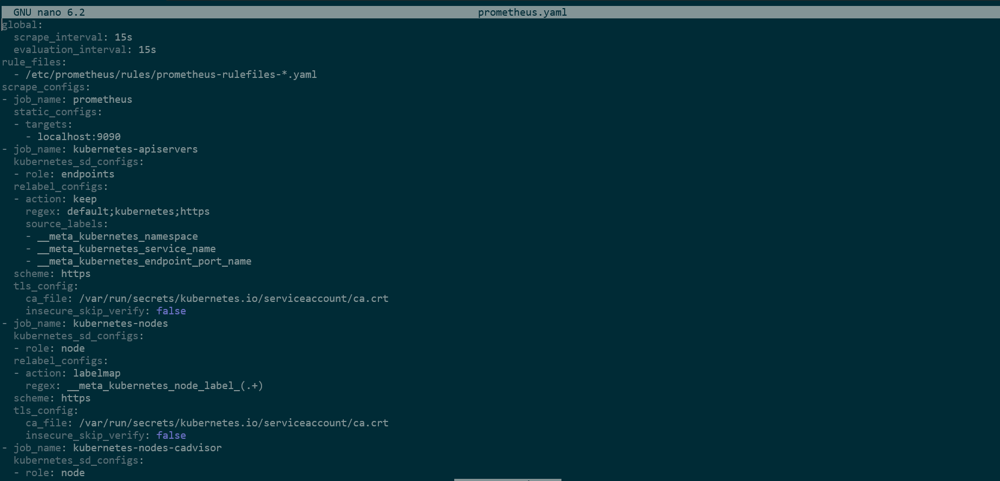 GNU nano 6.2 prometheus.yaml
global:
  scrape_interval: 15s
  evaluation_interval: 15s
rule_files:
  - /etc/prometheus/rules/prometheus-rulefiles-*.yaml
scrape_configs:
- job_name: prometheus
  static_configs:
  - targets:
    - localhost:9090
- job_name: kubernetes-apiservers
  kubernetes_sd_configs:
  - role: endpoints
  relabel_configs:
  - action: keep
    regex: default;kubernetes;https
    source_labels:
    - __meta_kubernetes_namespace
    - __meta_kubernetes_service_name
    - __meta_kubernetes_endpoint_port_name
  scheme: https
  tls_config:
    ca_file: /var/run/secrets/kubernetes.io/serviceaccount/ca.crt
    insecure_skip_verify: false
- job_name: kubernetes-nodes
  kubernetes_sd_configs:
  - role: node
  relabel_configs:
  - action: labelmap
    regex: __meta_kubernetes_node_label_(.+)
  scheme: https
  tls_config:
    ca_file: /var/run/secrets/kubernetes.io/serviceaccount/ca.crt
    insecure_skip_verify: false
- job_name: kubernetes-nodes-cadvisor
  kubernetes_sd_configs:
  - role: node